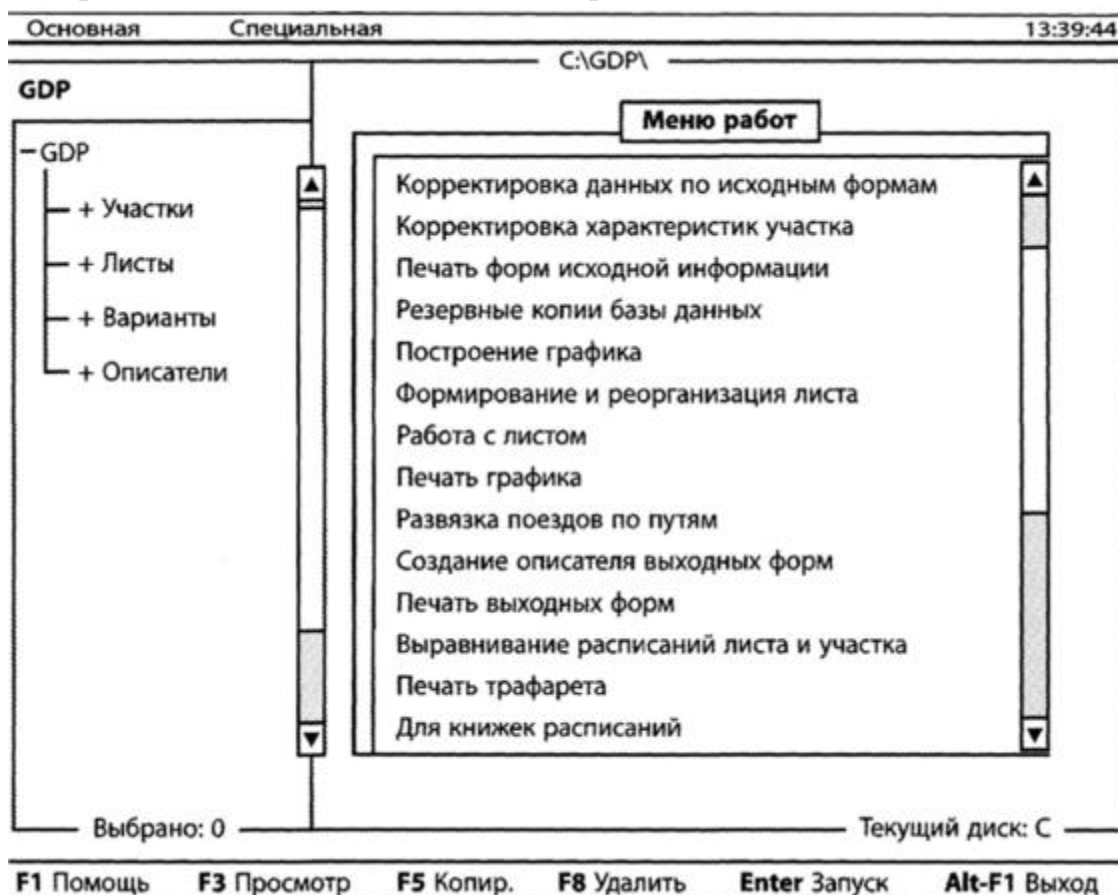 Основная Специальная 13:39:44
C:\GDP\
GDP
Меню работ
−GDP
+ Участки
+ Листы
+ Варианты
+ Описатели
Корректировка данных по исходным формам
Корректировка характеристик участка
Печать форм исходной информации
Резервные копии базы данных
Построение графика
Формирование и реорганизация листа
Работа с листом
Печать графика
Развязка поездов по путям
Создание описателя выходных форм
Печать выходных форм
Выравнивание расписаний листа и участка
Печать трафарета
Для книжек расписаний
Выбрано: 0 Текущий диск: C
F1 Помощь F3 Просмотр F5 Копир. F8 Удалить Enter Запуск Alt-F1 Выход